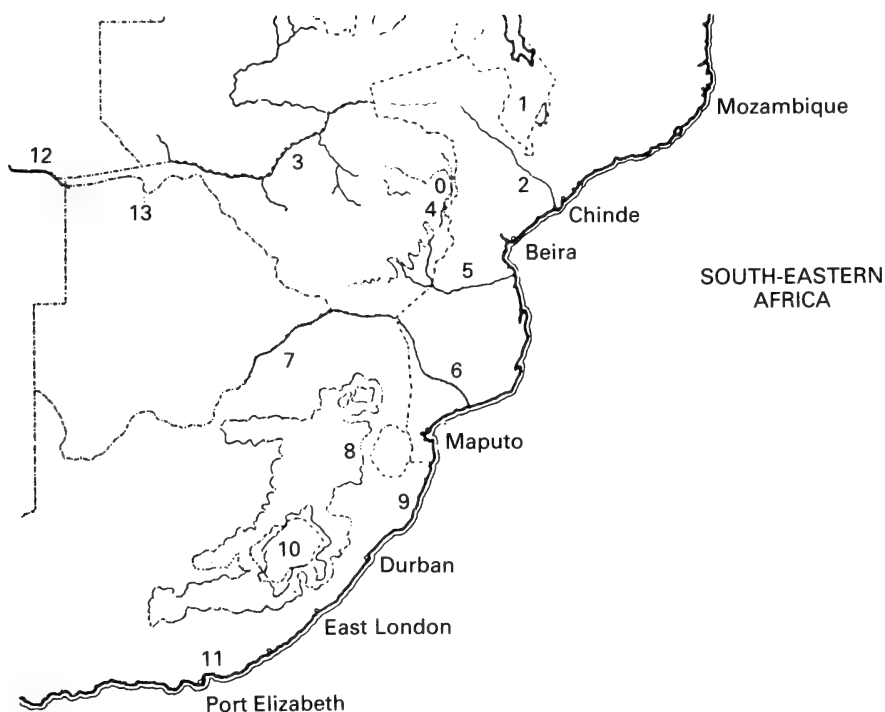 1
Mozambique
12
3
0
2
13
4
Chinde
Beira
5
SOUTH-EASTERN
AFRICA
7
6
8
Maputo
9
10
Durban
East London
11
Port Elizabeth